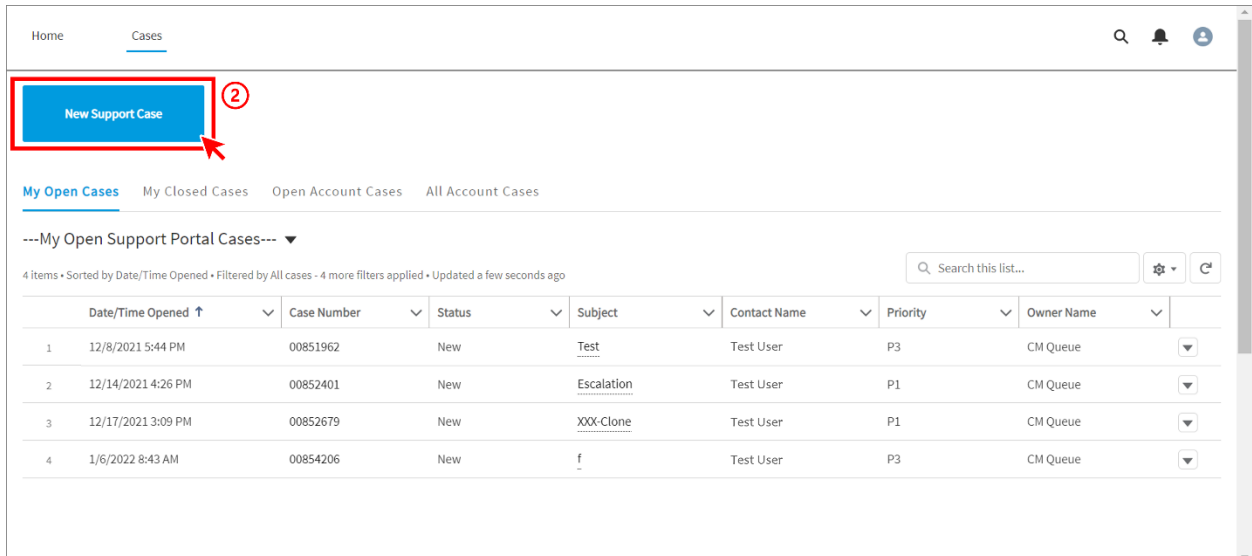 Home Cases
2
New Support Case
My Open Cases My Closed Cases Open Account Cases All Account Cases
---My Open Support Portal Cases---
4 items • Sorted by Date/Time Opened • Filtered by All cases - 4 more filters applied • Updated a few seconds ago
Search this list...
Date/Time Opened ↑ Case Number Status Subject Contact Name Priority Owner Name
1 12/8/2021 5:44 PM 00851962 New Test Test User P3 CM Queue
2 12/14/2021 4:26 PM 00852401 New Escalation Test User P1 CM Queue
3 12/17/2021 3:09 PM 00852679 New XXX-Clone Test User P1 CM Queue
4 1/6/2022 8:43 AM 00854206 New f Test User P3 CM Queue